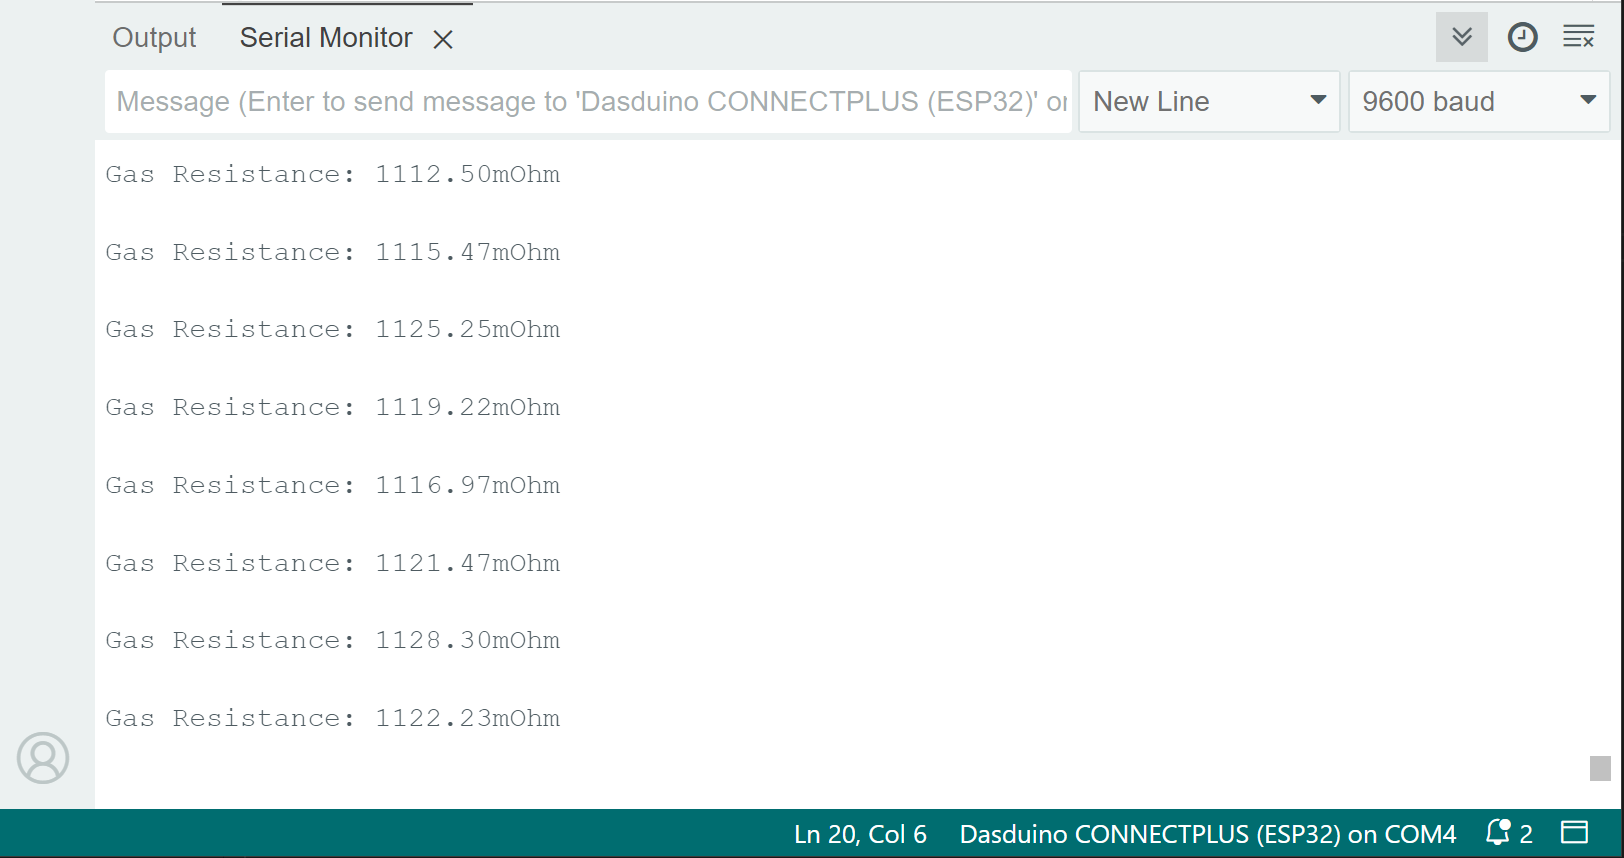 Output Serial Monitor
Message (Enter to send message to 'Dasduino CONNECTPLUS (ESP32)' or New Line 9600 baud
Gas Resistance: 1112.50mOhm
Gas Resistance: 1115.47mOhm
Gas Resistance: 1125.25mOhm
Gas Resistance: 1119.22mOhm
Gas Resistance: 1116.97mOhm
Gas Resistance: 1121.47mOhm
Gas Resistance: 1128.30mOhm
Gas Resistance: 1122.23mOhm
Ln 20, Col 6 Dasduino CONNECTPLUS (ESP32) on COM4 2